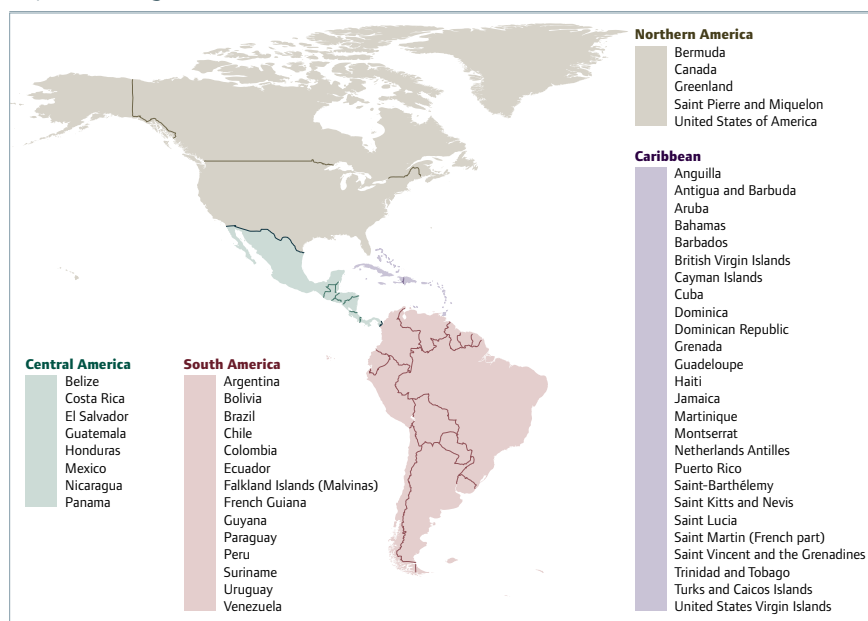 Northern America
Bermuda
Canada
Greenland
Saint Pierre and Miquelon
United States of America
Caribbean
Anguilla
Antigua and Barbuda
Aruba
Bahamas
Barbados
British Virgin Islands
Cayman Islands
Cuba
Dominica
Dominican Republic
Grenada
Guadeloupe
Haiti
Jamaica
Martinique
Montserrat
Netherlands Antilles
Puerto Rico
Saint-Barthélemy
Saint Kitts and Nevis
Saint Lucia
Saint Martin (French part)
Saint Vincent and the Grenadines
Trinidad and Tobago
Turks and Caicos Islands
United States Virgin Islands
Central America
Belize
Costa Rica
El Salvador
Guatemala
Honduras
Mexico
Nicaragua
Panama
South America
Argentina
Bolivia
Brazil
Chile
Colombia
Ecuador
Falkland Islands (Malvinas)
French Guiana
Guyana
Paraguay
Peru
Suriname
Uruguay
Venezuela